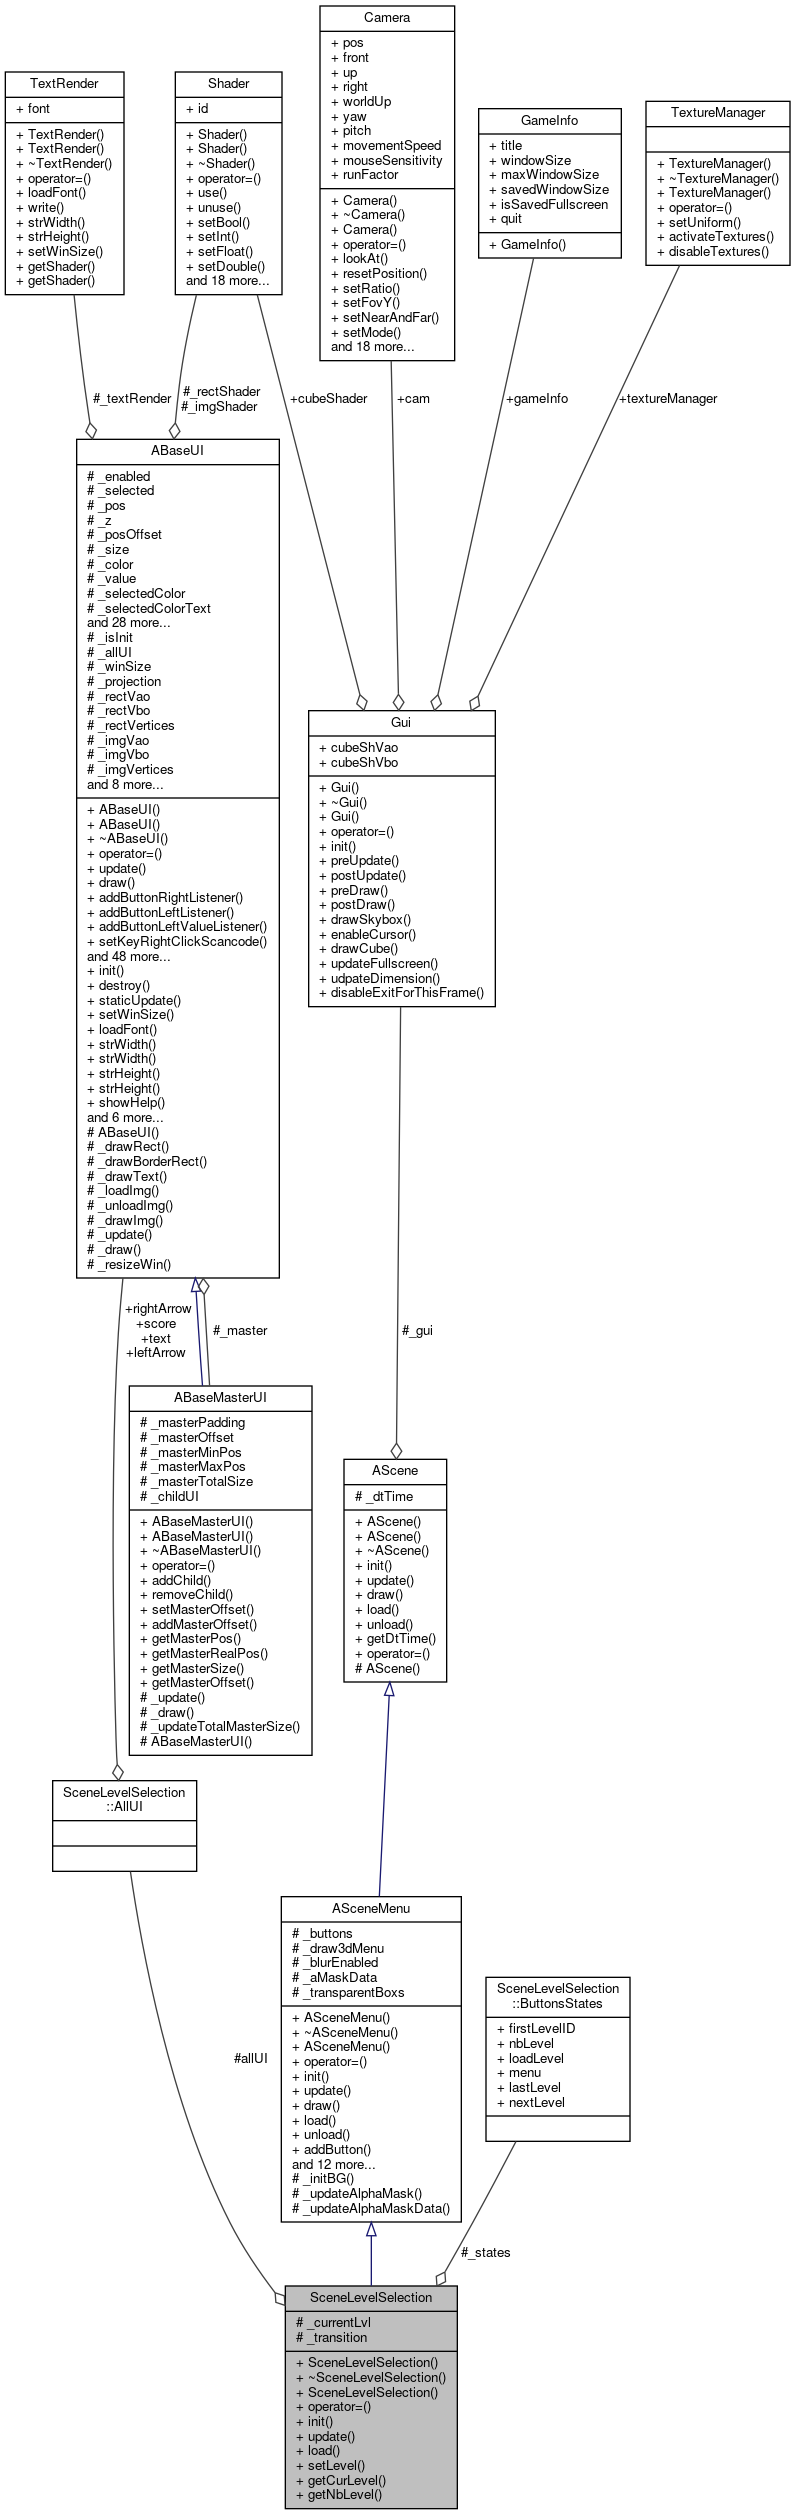 Camera
+ pos
+ front
+ up
+ right
+ worldUp
+ yaw
+ pitch
+ movementSpeed
+ mouseSensitivity
+ runFactor
+ Camera()
+ ~Camera()
+ Camera()
+ operator=()
+ lookAt()
+ resetPosition()
+ setRatio()
+ setFovY()
+ setNearAndFar()
+ setMode()
and 18 more...
TextRender
+ font
+ TextRender()
+ TextRender()
+ ~TextRender()
+ operator=()
+ loadFont()
+ write()
+ strWidth()
+ strHeight()
+ setWinSize()
+ getShader()
+ getShader()
Shader
+ id
+ Shader()
+ Shader()
+ ~Shader()
+ operator=()
+ use()
+ unuse()
+ setBool()
+ setInt()
+ setFloat()
+ setDouble()
and 18 more...
GameInfo
+ title
+ windowSize
+ maxWindowSize
+ savedWindowSize
+ isSavedFullscreen
+ quit
+ GameInfo()
TextureManager
+ TextureManager()
+ ~TextureManager()
+ TextureManager()
+ operator=()
+ setUniform()
+ activateTextures()
+ disableTextures()
#_textRender
#_rectShader
#_imgShader
+cubeShader
+cam
+gameInfo
+textureManager
ABaseUI
# _enabled
# _selected
# _pos
# _z
# _posOffset
# _size
# _color
# _value
# _selectedColor
# _selectedColorText
and 28 more...
# _isInit
# _allUI
# _winSize
# _projection
# _rectVao
# _rectVbo
# _rectVertices
# _imgVao
# _imgVbo
# _imgVertices
and 8 more...
+ ABaseUI()
+ ABaseUI()
+ ~ABaseUI()
+ operator=()
+ update()
+ draw()
+ addButtonRightListener()
+ addButtonLeftListener()
+ addButtonLeftValueListener()
+ setKeyRightClickScancode()
and 48 more...
+ init()
+ destroy()
+ staticUpdate()
+ setWinSize()
+ loadFont()
+ strWidth()
+ strWidth()
+ strHeight()
+ strHeight()
+ showHelp()
and 6 more...
# ABaseUI()
# _drawRect()
# _drawBorderRect()
# _drawText()
# _loadImg()
# _unloadImg()
# _drawImg()
# _update()
# _draw()
# _resizeWin()
Gui
+ cubeShVao
+ cubeShVbo
+ Gui()
+ ~Gui()
+ Gui()
+ operator=()
+ init()
+ preUpdate()
+ postUpdate()
+ preDraw()
+ postDraw()
+ drawSkybox()
+ enableCursor()
+ drawCube()
+ updateFullscreen()
+ udpateDimension()
+ disableExitForThisFrame()
+rightArrow
+score
+text
+leftArrow
#_master
#_gui
ABaseMasterUI
# _masterPadding
# _masterOffset
# _masterMinPos
# _masterMaxPos
# _masterTotalSize
# _childUI
+ ABaseMasterUI()
+ ABaseMasterUI()
+ ~ABaseMasterUI()
+ operator=()
+ addChild()
+ removeChild()
+ setMasterOffset()
+ addMasterOffset()
+ getMasterPos()
+ getMasterRealPos()
+ getMasterSize()
+ getMasterOffset()
# _update()
# _draw()
# _updateTotalMasterSize()
# ABaseMasterUI()
AScene
# _dtTime
+ AScene()
+ AScene()
+ ~AScene()
+ init()
+ update()
+ draw()
+ load()
+ unload()
+ getDtTime()
+ operator=()
# AScene()
SceneLevelSelection
::AllUI
ASceneMenu
# _buttons
# _draw3dMenu
# _blurEnabled
# _aMaskData
# _transparentBoxs
+ ASceneMenu()
+ ~ASceneMenu()
+ ASceneMenu()
+ operator=()
+ init()
+ update()
+ draw()
+ load()
+ unload()
+ addButton()
and 12 more...
# _initBG()
# _updateAlphaMask()
# _updateAlphaMaskData()
SceneLevelSelection
::ButtonsStates
+ firstLevelID
+ nbLevel
+ loadLevel
+ menu
+ lastLevel
+ nextLevel
#allUI
#_states
SceneLevelSelection
# _currentLvl
# _transition
+ SceneLevelSelection()
+ ~SceneLevelSelection()
+ SceneLevelSelection()
+ operator=()
+ init()
+ update()
+ load()
+ setLevel()
+ getCurLevel()
+ getNbLevel()